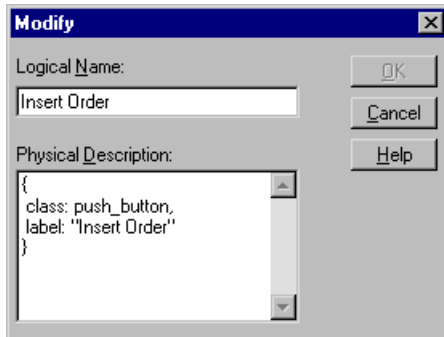 Modify
Logical Name:
Insert Order
Physical Description:
{
class: push_button,
label: "Insert Order"
}
OK
Cancel
Help